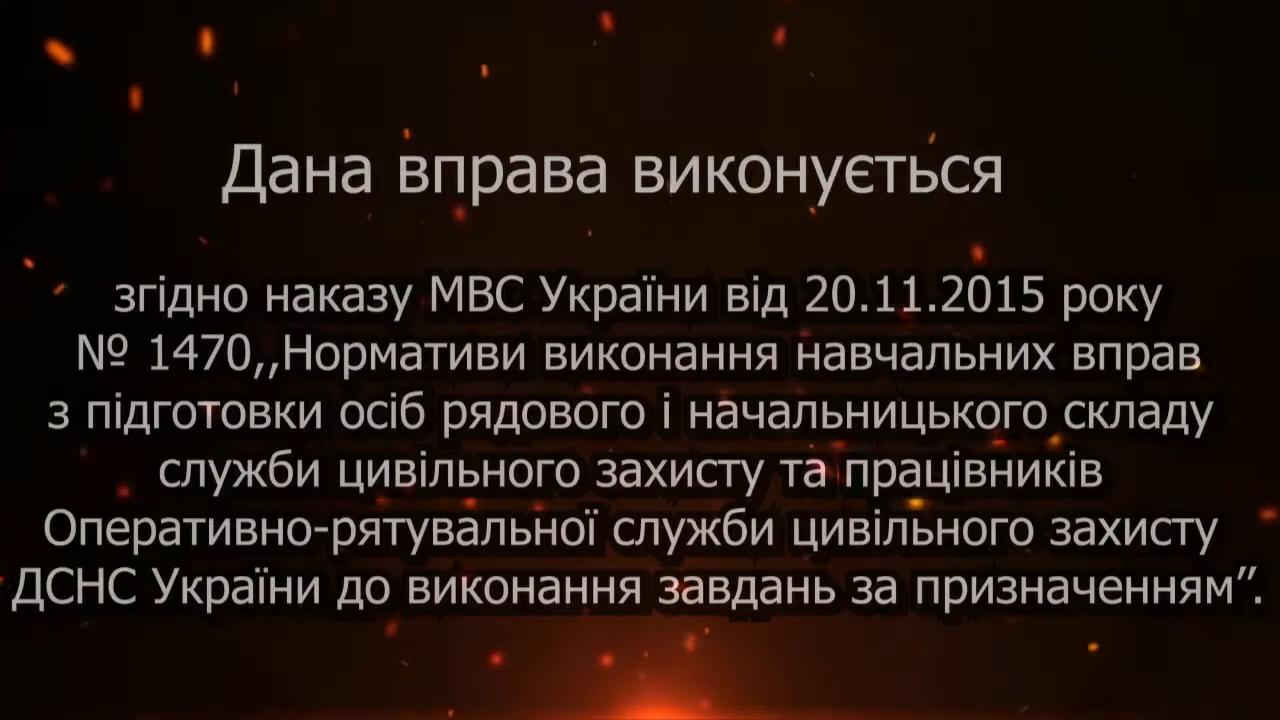 Дана вправа виконується
згідно наказу МВС України від 20.11.2015 року
№ 1470,,Нормативи виконання навчальних вправ
з підготовки осіб рядового і начальницького складу
служби цивільного захисту та працівників
Оперативно-рятувальної служби цивільного захисту
ДСНС України до виконання завдань за призначенням”.